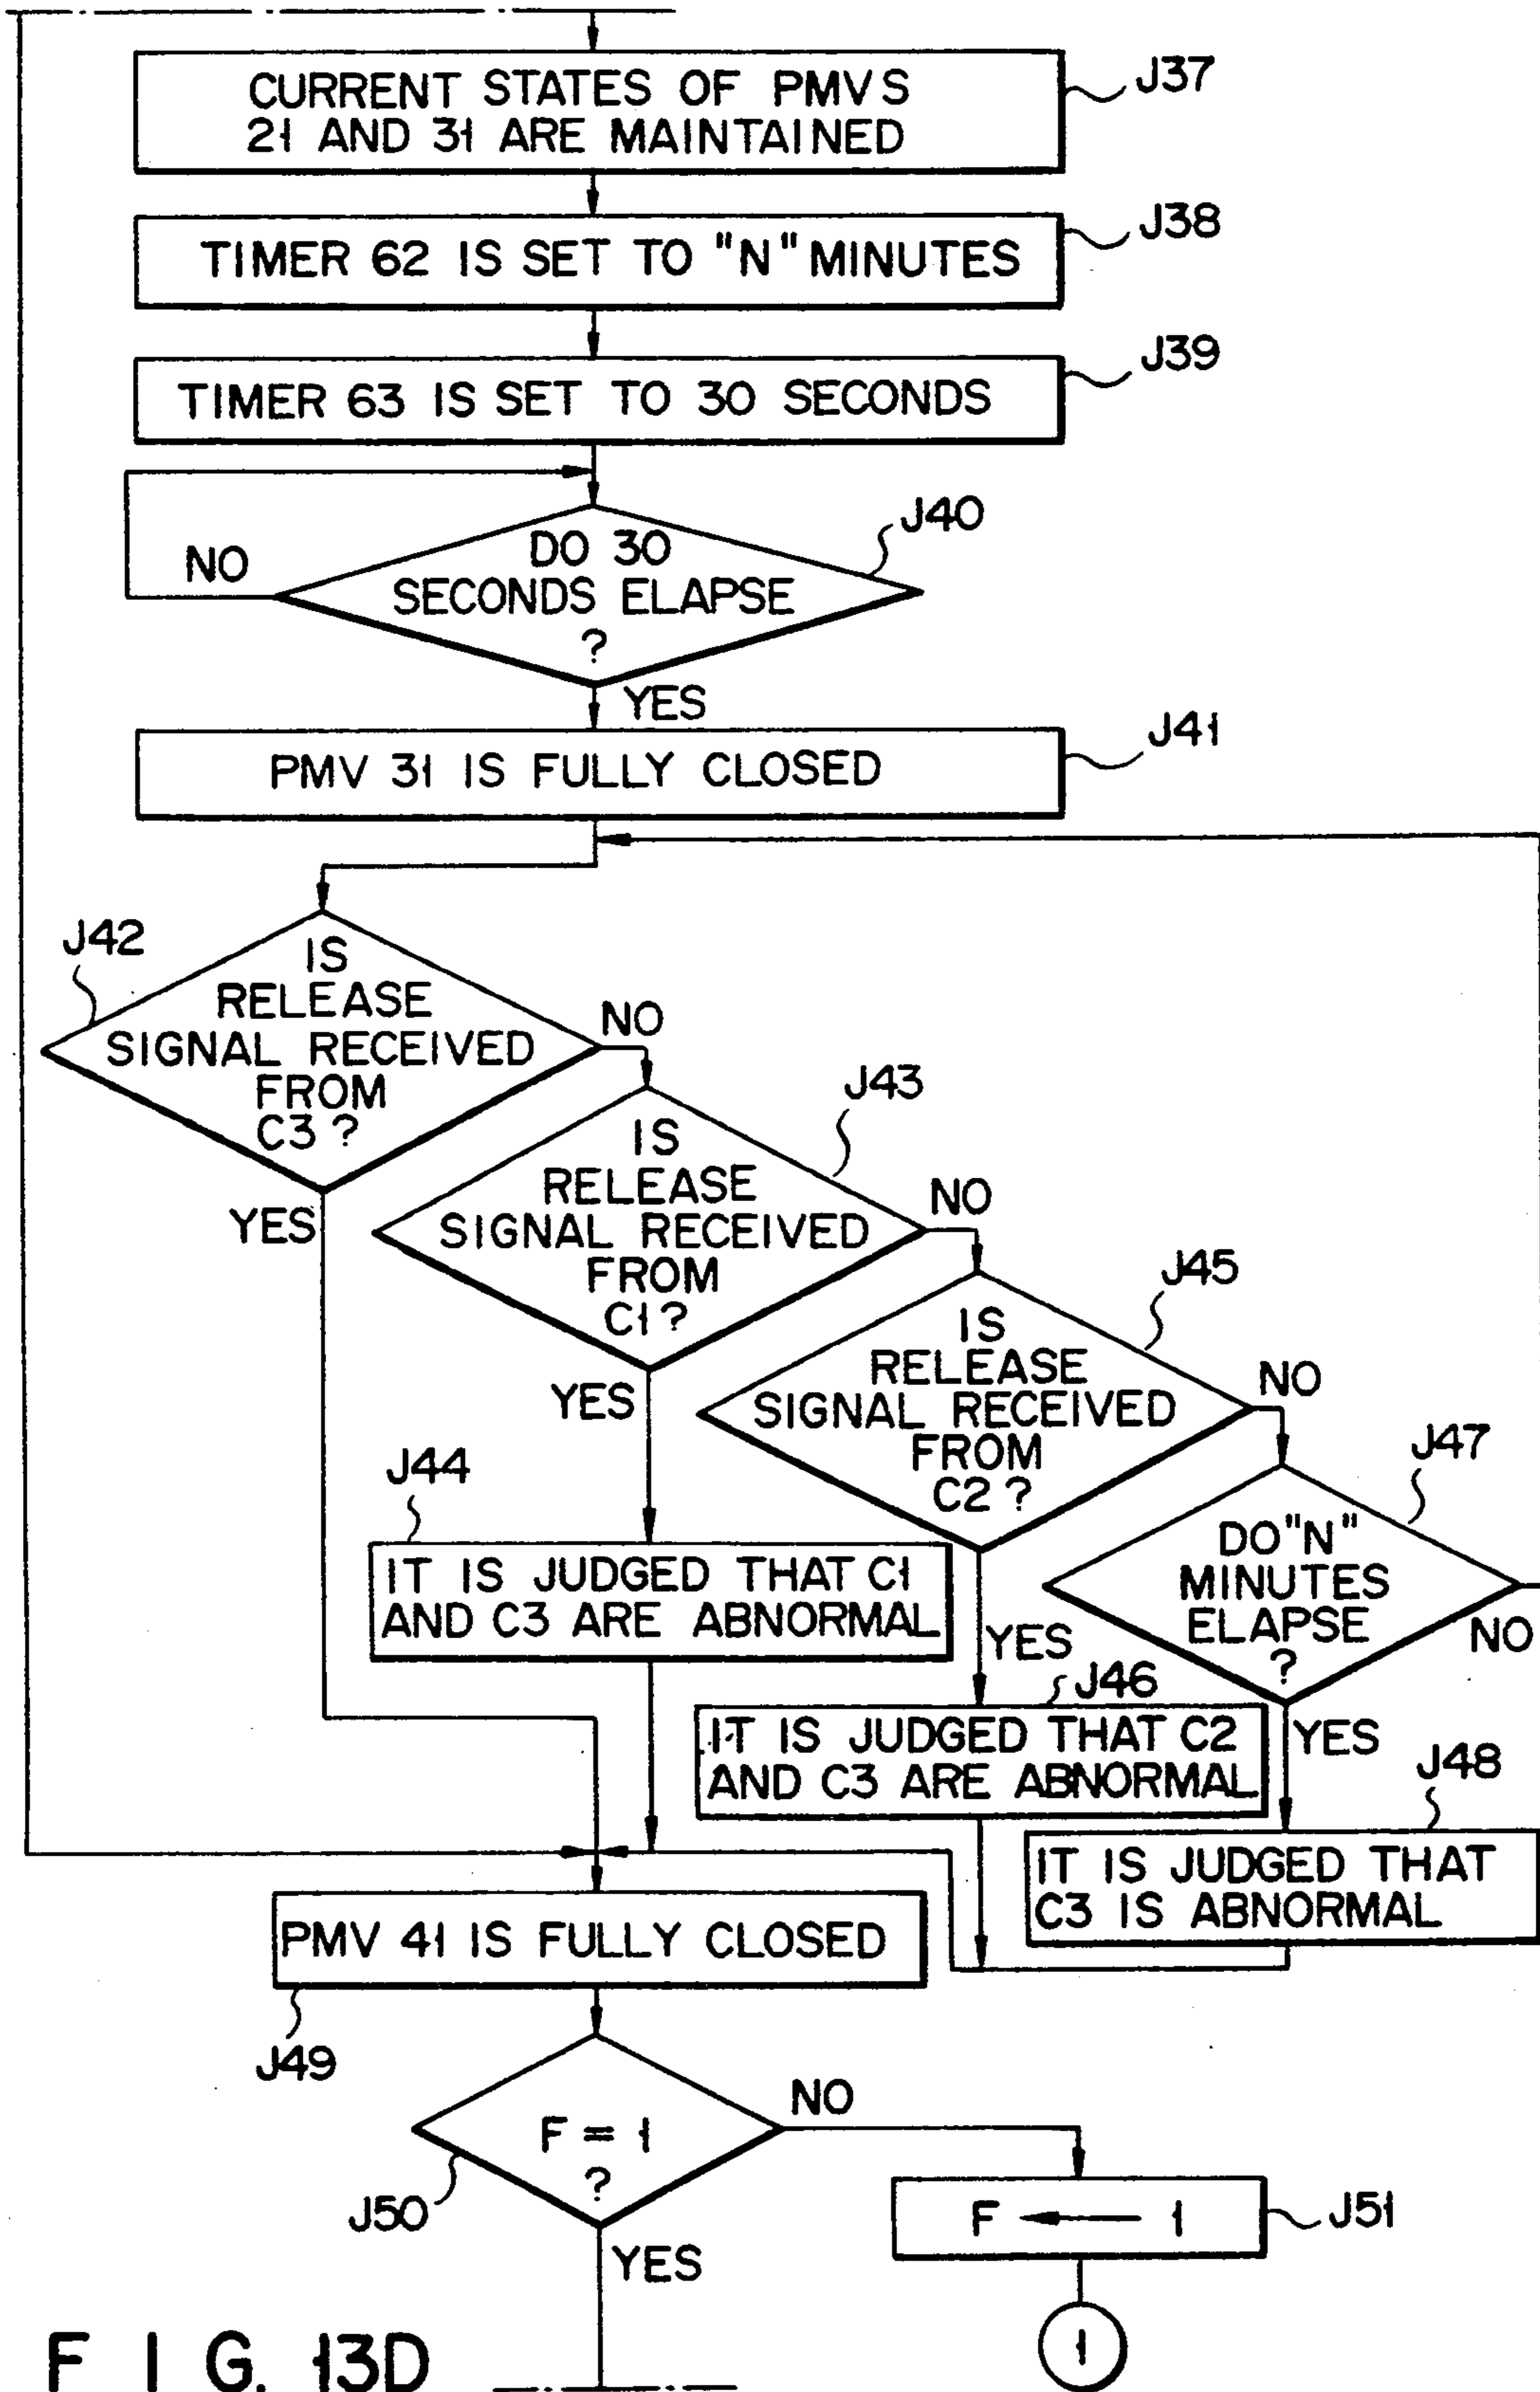 CURRENT STATES OF PMVS
21 AND 31 ARE MAINTAINED
J37
TIMER 62 IS SET TO "N" MINUTES
J38
TIMER 63 IS SET TO 30 SECONDS
J39
DO 30
SECONDS ELAPSE
?
J40
NO
YES
PMV 31 IS FULLY CLOSED
J41
J42
IS
RELEASE
SIGNAL RECEIVED
FROM
C3 ?
NO
YES
J43
IS
RELEASE
SIGNAL RECEIVED
FROM
C1 ?
NO
YES
J44
IT IS JUDGED THAT C1
AND C3 ARE ABNORMAL
J45
IS
RELEASE
SIGNAL RECEIVED
FROM
C2 ?
NO
YES
J46
IT IS JUDGED THAT C2
AND C3 ARE ABNORMAL
J47
DO "N"
MINUTES
ELAPSE
?
NO
YES
J48
IT IS JUDGED THAT
C3 IS ABNORMAL
PMV 41 IS FULLY CLOSED
J49
F = 1
?
J50
NO
YES
F ← 1
J51
1
FIG. 13D